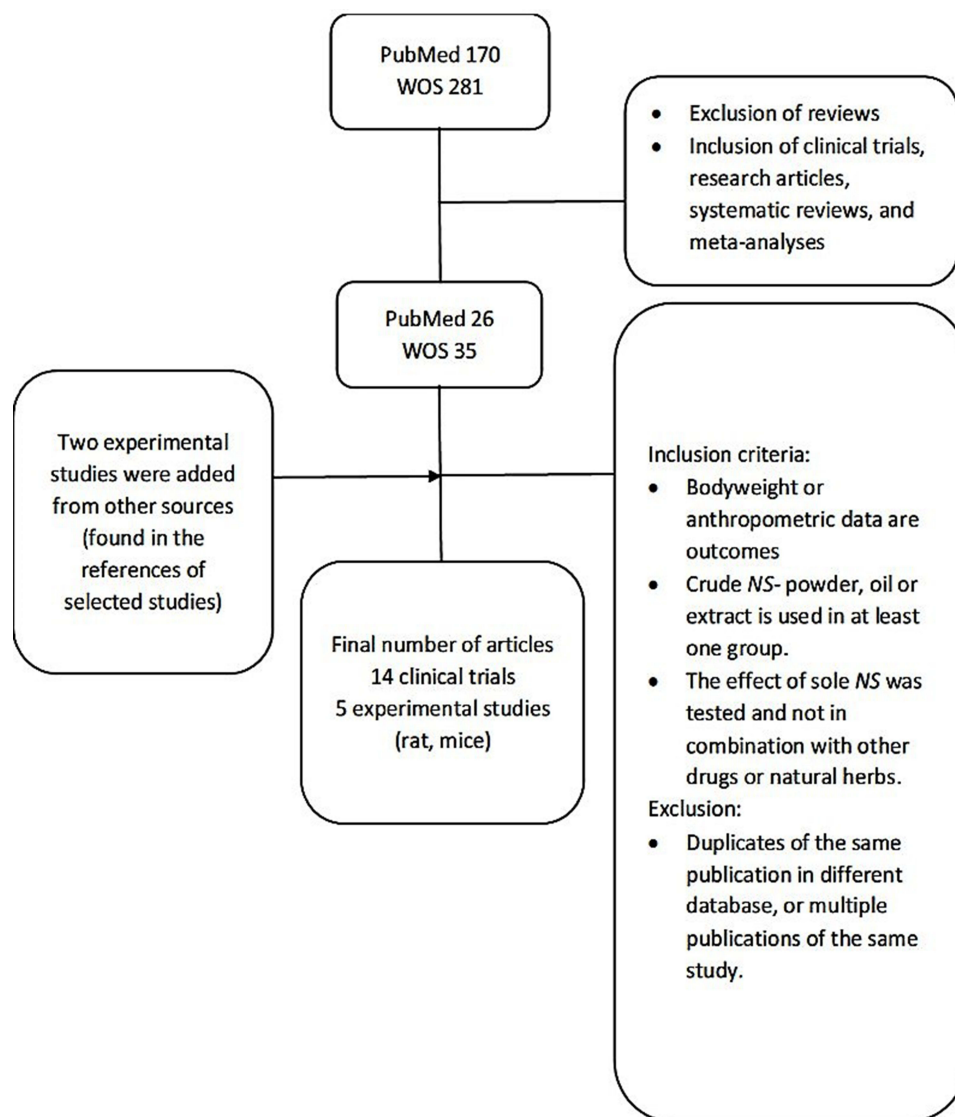 PubMed 170
WOS 281
• Exclusion of reviews
• Inclusion of clinical trials,
research articles,
systematic reviews, and
meta-analyses
PubMed 26
WOS 35
Two experimental
studies were added
from other sources
(found in the
references of
selected studies)
Final number of articles
14 clinical trials
5 experimental studies
(rat, mice)
Inclusion criteria:
• Bodyweight or
anthropometric data are
outcomes
• Crude NS- powder, oil or
extract is used in at least
one group.
• The effect of sole NS was
tested and not in
combination with other
drugs or natural herbs.
Exclusion:
• Duplicates of the same
publication in different
database, or multiple
publications of the same
study.